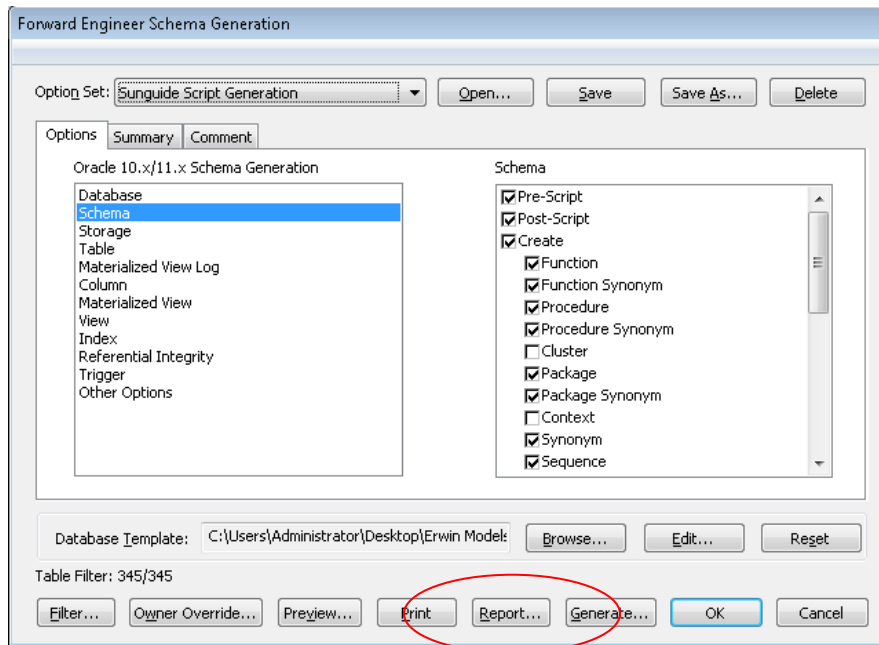 Forward Engineer Schema Generation
Option Set: Sunguide Script Generation Open... Save Save As... Delete
Options Summary Comment
Oracle 10.x/11.x Schema Generation
Database
Schema
Storage
Table
Materialized View Log
Column
Materialized View
View
Index
Referential Integrity
Trigger
Other Options
Schema
Pre-Script
Post-Script
Create
Function
Function Synonym
Procedure
Procedure Synonym
Cluster
Package
Package Synonym
Context
Synonym
Sequence
Database Template: C:\Users\Administrator\Desktop\Erwin Models Browse... Edit... Reset
Table Filter: 345/345
Filter... Owner Override... Preview... Print Report... Generate... OK Cancel